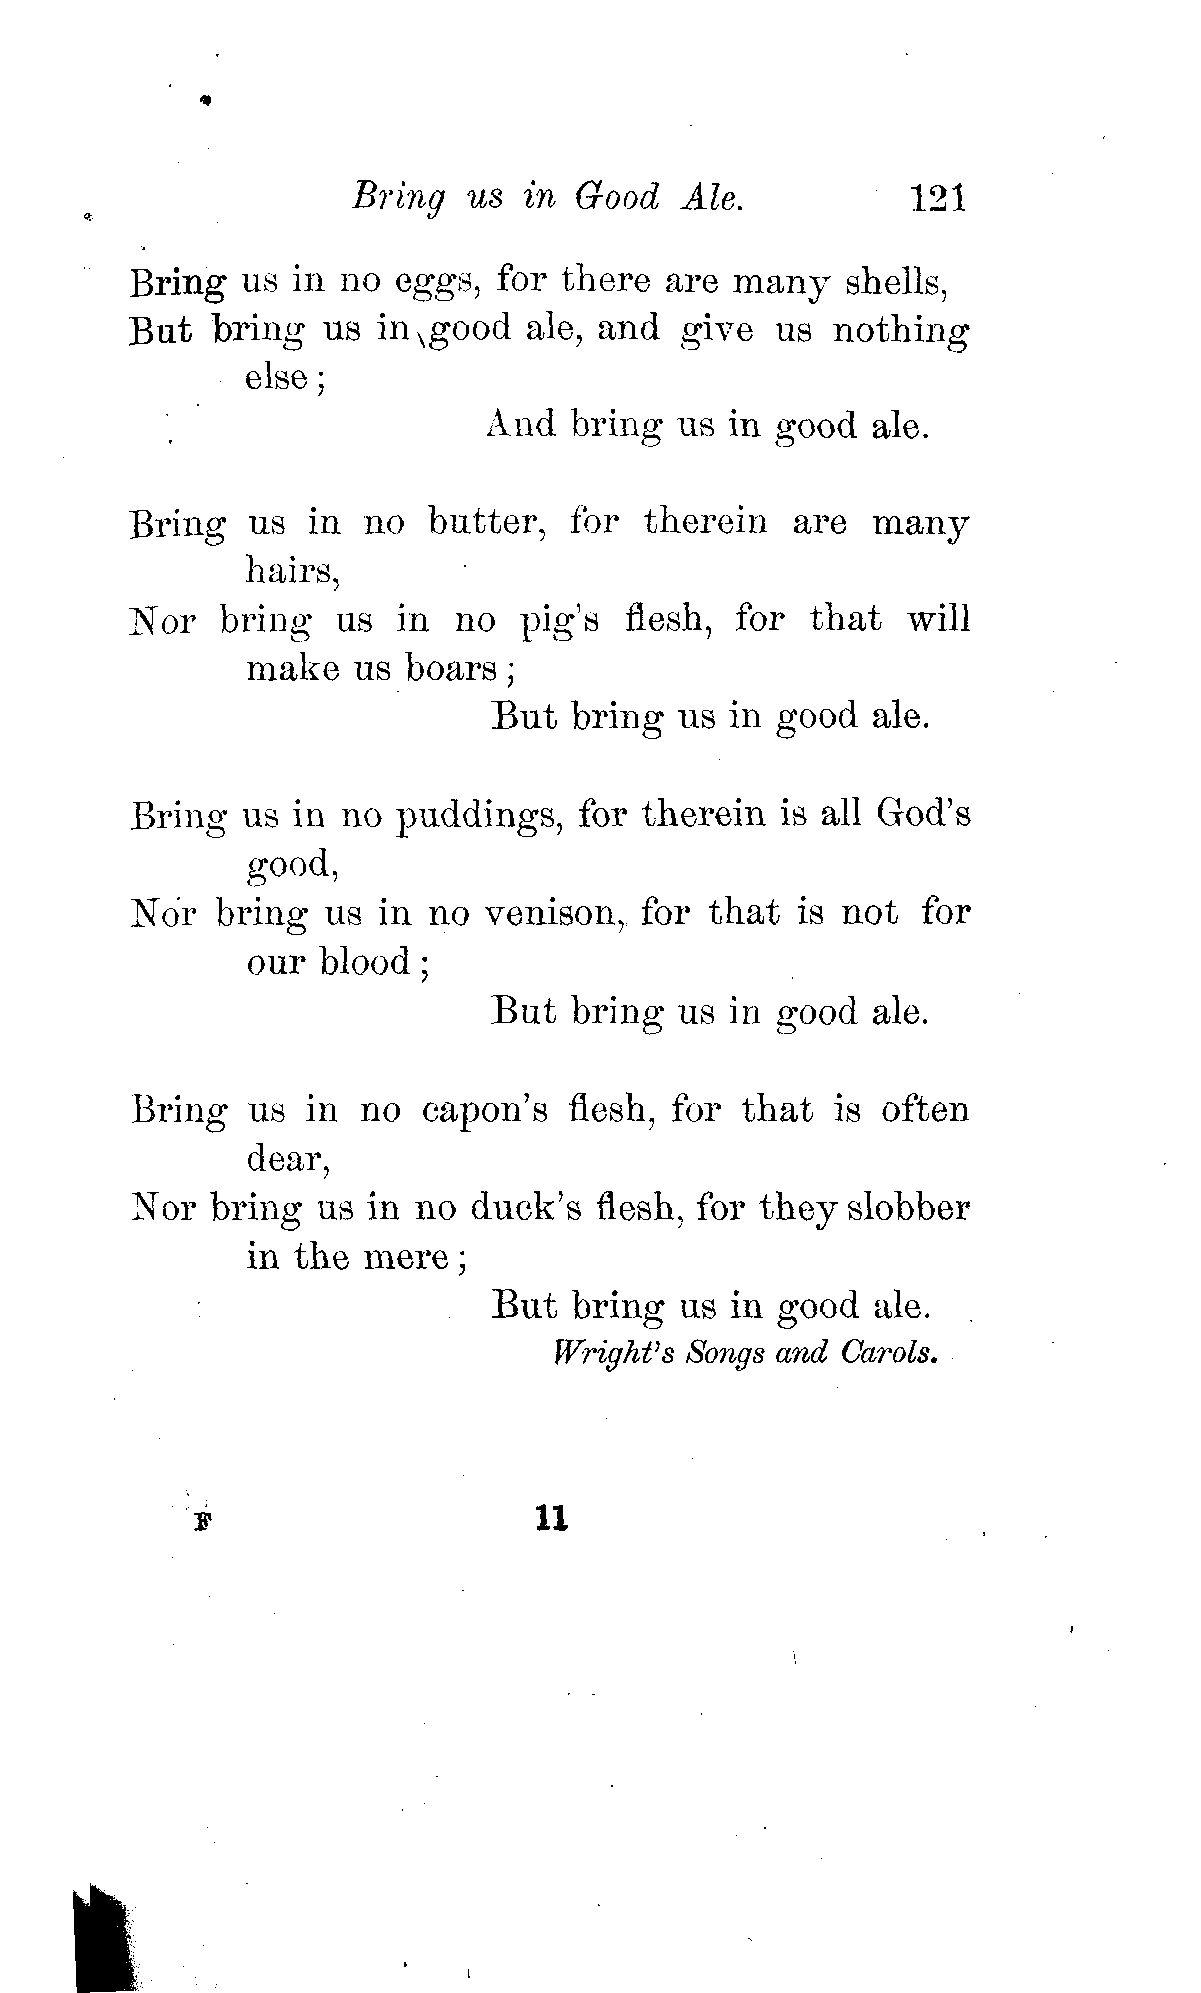 Bring us in Good Ale. 121
Bring us in no eggs, for there are many shells,
But bring us in good ale, and give us nothing
else;
And bring us in good ale.
Bring us in no butter, for therein are many
hairs,
Nor bring us in no pig's flesh, for that will
make us boars;
But bring us in good ale.
Bring us in no puddings, for therein is all God's
good,
Nor bring us in no venison, for that is not for
our blood;
But bring us in good ale.
Bring us in no capon's flesh, for that is often
dear,
Nor bring us in no duck's flesh, for they slobber
in the mere;
But bring us in good ale.
Wright's Songs and Carols.
F 11